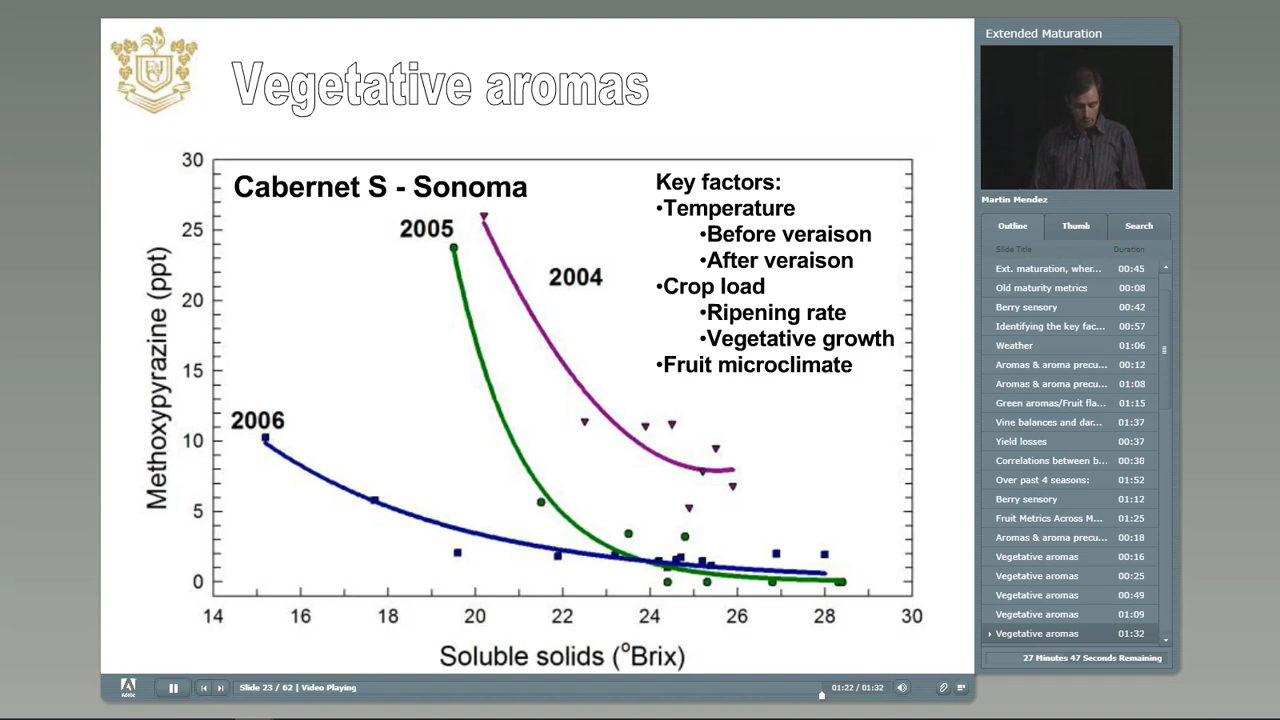 Vegetative aromas
30
25
20
15
10
5
0
Methoxypyrazine (ppt)
Cabernet S - Sonoma
2005
2004
2006
Key factors:
•Temperature
•Before veraison
•After veraison
•Crop load
•Ripening rate
•Vegetative growth
•Fruit microclimate
14 16 18 20 22 24 26 28 30
Soluble solids (°Brix)
Extended Maturation
Martin Mendez
Outline Thumb Search
Slide Title Duration
Ext. maturation, wher... 00:45
Old maturity metrics 00:08
Berry sensory 00:42
Identifying the key fac... 00:57
Weather 01:06
Aromas & aroma precu... 00:12
Aromas & aroma precu... 01:08
Green aromas/Fruit fla... 01:15
Vine balances and dar... 01:37
Yield losses 00:37
Correlations between b... 00:38
Over past 4 seasons: 01:52
Berry sensory 01:12
Fruit Metrics Across M... 01:25
Aromas & aroma precu... 00:18
Vegetative aromas 00:16
Vegetative aromas 00:25
Vegetative aromas 00:49
Vegetative aromas 01:09
Vegetative aromas 01:32
27 Minutes 47 Seconds Remaining
Adobe
Slide 23 / 62 | Video Playing
01:22 / 01:32